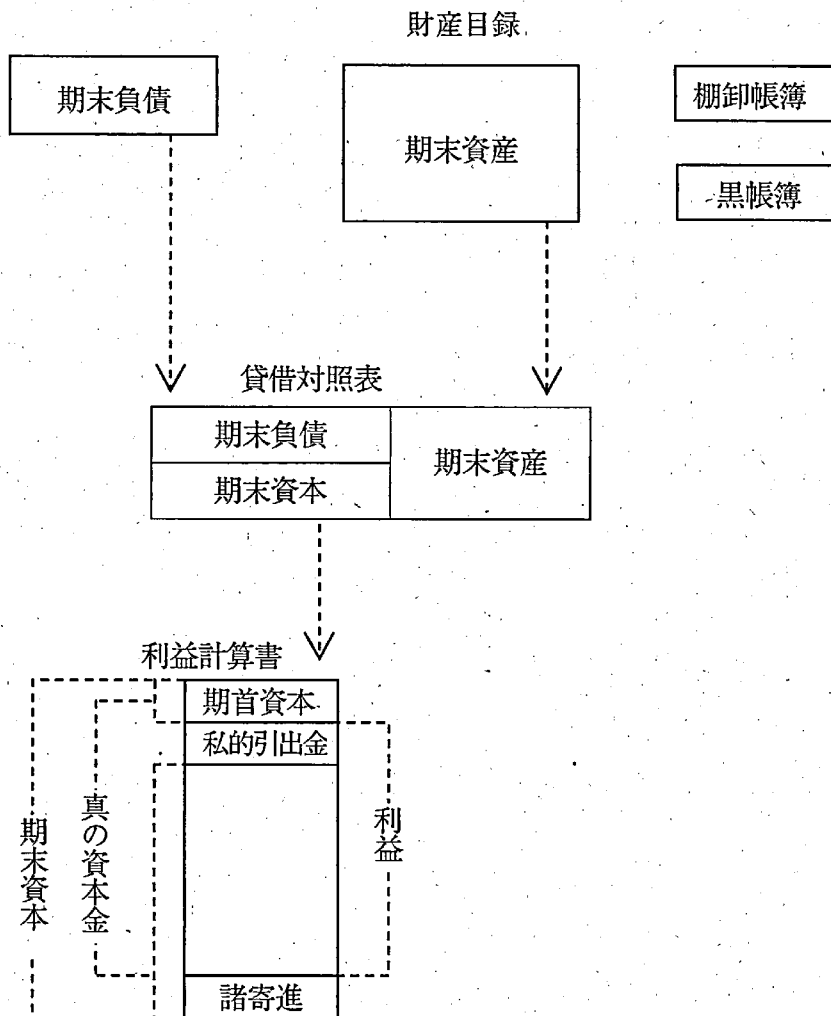 財産目録
期末負債
期末資産
棚卸帳簿
黒帳簿
貸借対照表
期末負債
期末資本
期末資産
利益計算書
期首資本
私的引出金
期末資本
真の資本金
利益
諸寄進